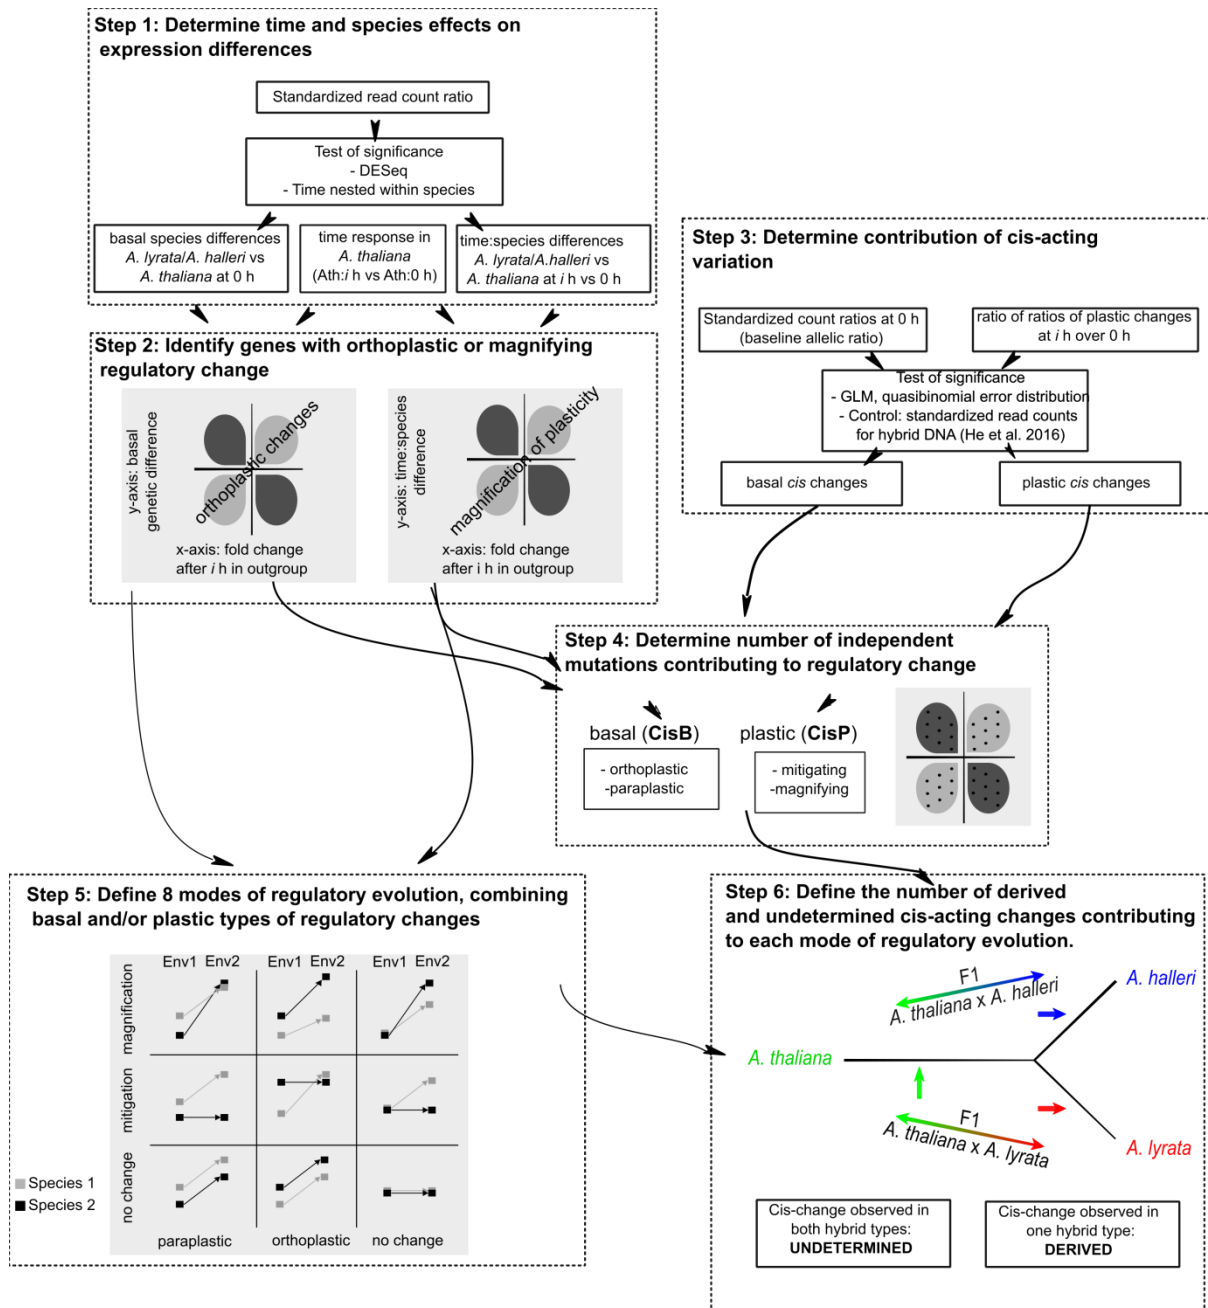 Step 1: Determine time and species effects on
expression differences
Standardized read count ratio
Test of significance
- DESeq
- Time nested within species
basal species differences
A. lyrata/A. halleri vs
A. thaliana at 0 h
time response in
A. thaliana
(Ath:i h vs Ath:0 h)
time:species differences
A. lyrata/A.halleri vs
A. thaliana at i h vs 0 h
Step 2: Identify genes with orthoplastic or magnifying
regulatory change
y-axis: basal
genetic difference
orthoplastic changes
x-axis: fold change
after i h in outgroup
y-axis: time:species
difference
magnification of plasticity
x-axis: fold change
after i h in outgroup
Step 3: Determine contribution of cis-acting
variation
Standardized count ratios at 0 h
(baseline allelic ratio)
ratio of ratios of plastic changes
at i h over 0 h
Test of significance
- GLM, quasibinomial error distribution
- Control: standardized read counts
for hybrid DNA (He et al. 2016)
basal cis changes
plastic cis changes
Step 4: Determine number of independent
mutations contributing to regulatory change
basal (CisB)
- orthoplastic
-paraplastic
plastic (CisP)
- mitigating
-magnifying
Step 5: Define 8 modes of regulatory evolution, combining
basal and/or plastic types of regulatory changes
Env1 Env2
Env1 Env2
Env1 Env2
magnification
mitigation
no change
Species 1
Species 2
paraplastic
orthoplastic
no change
Step 6: Define the number of derived
and undetermined cis-acting changes contributing
to each mode of regulatory evolution.
F1
A. thaliana x A. halleri
A. halleri
A. thaliana
F1
A. thaliana x A. lyrata
A. lyrata
Cis-change observed in
both hybrid types:
UNDETERMINED
Cis-change observed in
one hybrid type:
DERIVED